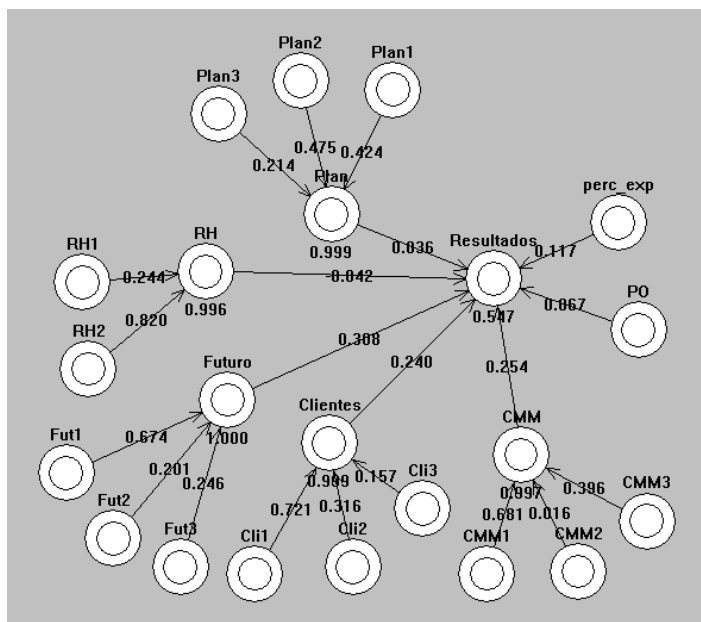 Plan2
Plan1
Plan3
0.475
0.424
0.214
Plan
perc_exp
0.999
RH
0.036
Resultados
0.117
RH1
0.244
-0.042
PO
0.996
0.547
0.067
RH2
0.820
0.308
Futuro
0.240
0.254
Clientes
CMM
Fut1
0.674
1.000
0.201
0.246
0.999
0.157
Cli3
0.997
0.396
CMM3
Fut2
0.721
0.316
0.681
0.016
Fut3
Cli1
Cli2
CMM1
CMM2